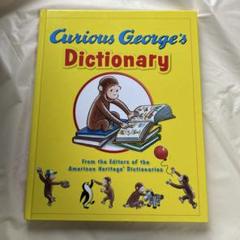 Curious George's
Dictionary
From the Editors of the
American Heritage® Dictionaries